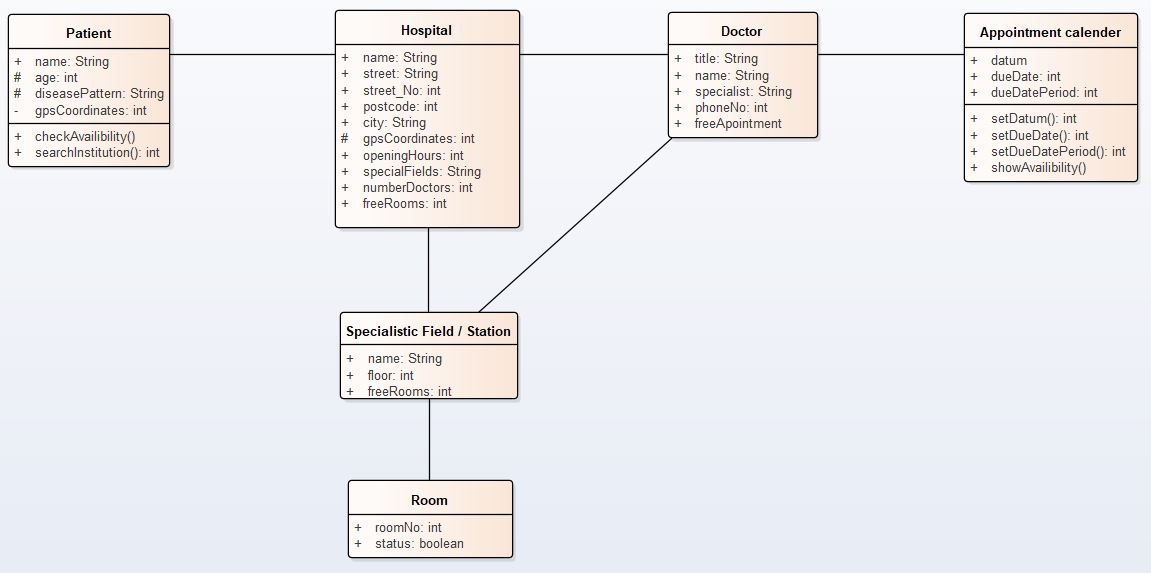 Patient
+ name: String
# age: int
# diseasePattern: String
- gpsCoordinates: int
+ checkAvailibility()
+ searchInstitution(): int
Hospital
+ name: String
+ street: String
+ street_No: int
+ postcode: int
+ city: String
# gpsCoordinates: int
+ openingHours: int
+ specialFields: String
+ numberDoctors: int
+ freeRooms: int
Doctor
+ title: String
+ name: String
+ specialist: String
+ phoneNo: int
+ freeApointment
Appointment calender
+ datum
+ dueDate: int
+ dueDatePeriod: int
+ setDatum(): int
+ setDueDate(): int
+ setDueDatePeriod(): int
+ showAvailibility()
Specialistic Field / Station
+ name: String
+ floor: int
+ freeRooms: int
Room
+ roomNo: int
+ status: boolean